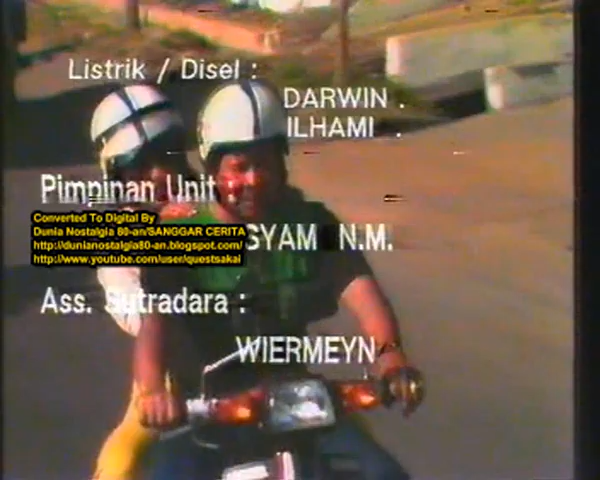 Listrik / Disel :
DARWIN .
ILHAMI .
Pimpinan Unit :
Converted To Digital By
Dunia Nostalgia 80-an/SANGGAR CERITA
http://dunianostalgia80-an.blogspot.com/
http://www.youtube.com/user/questsakai
SYAM N.M.
Ass. Sutradara :
WIERMEYN